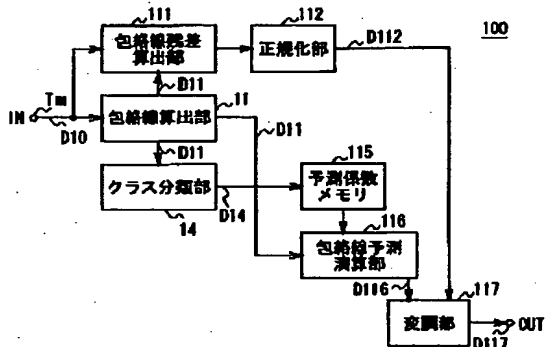 111
112
100
包絡線残差
算出部
正規化部
D112
D11
TIN
IN
D10
11
包絡線算出部
D11
D11
115
クラス分類部
予測係数
メモリ
14
D14
116
包絡線予測
演算部
D116
117
変調部
OUT
D117